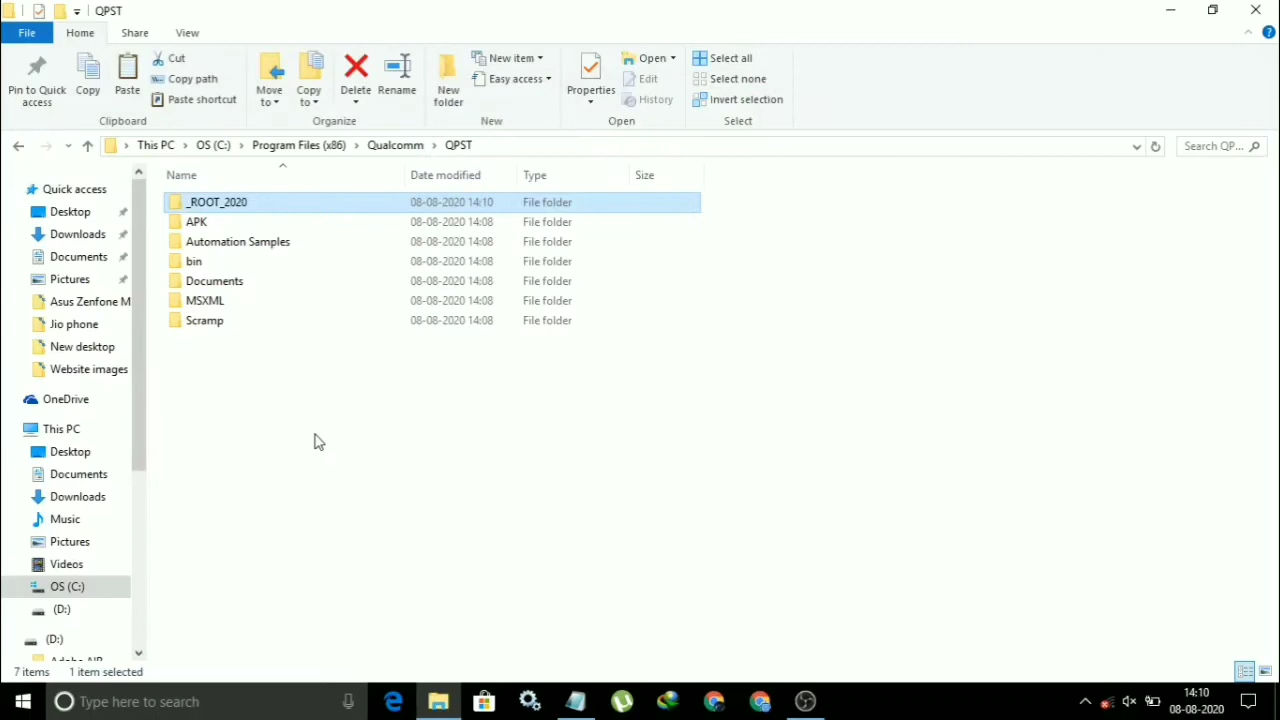 QPST
File Home Share View
Pin to Quick access
Copy
Paste
Cut
Copy path
Paste shortcut
Clipboard
Move to
Copy to
Delete
Rename
Organize
New folder
New item
Easy access
New
Properties
Open
Edit
History
Open
Select all
Select none
Invert selection
Select
This PC › OS (C:) › Program Files (x86) › Qualcomm › QPST
Search QP...
Name Date modified Type Size
_ROOT_2020 08-08-2020 14:10 File folder
APK 08-08-2020 14:08 File folder
Automation Samples 08-08-2020 14:08 File folder
bin 08-08-2020 14:08 File folder
Documents 08-08-2020 14:08 File folder
MSXML 08-08-2020 14:08 File folder
Scramp 08-08-2020 14:08 File folder
Quick access
Desktop
Downloads
Documents
Pictures
Asus Zenfone M
Jio phone
New desktop
Website images
OneDrive
This PC
Desktop
Documents
Downloads
Music
Pictures
Videos
OS (C:)
(D:)
(D:)
7 items 1 item selected
Type here to search
14:10
08-08-2020